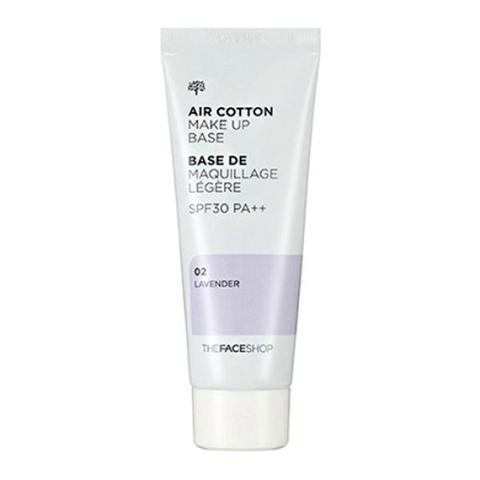 AIR COTTON
MAKE UP
BASE
BASE DE
MAQUILLAGE
LÉGÈRE
SPF30 PA++
02
LAVENDER
THEFACESHOP